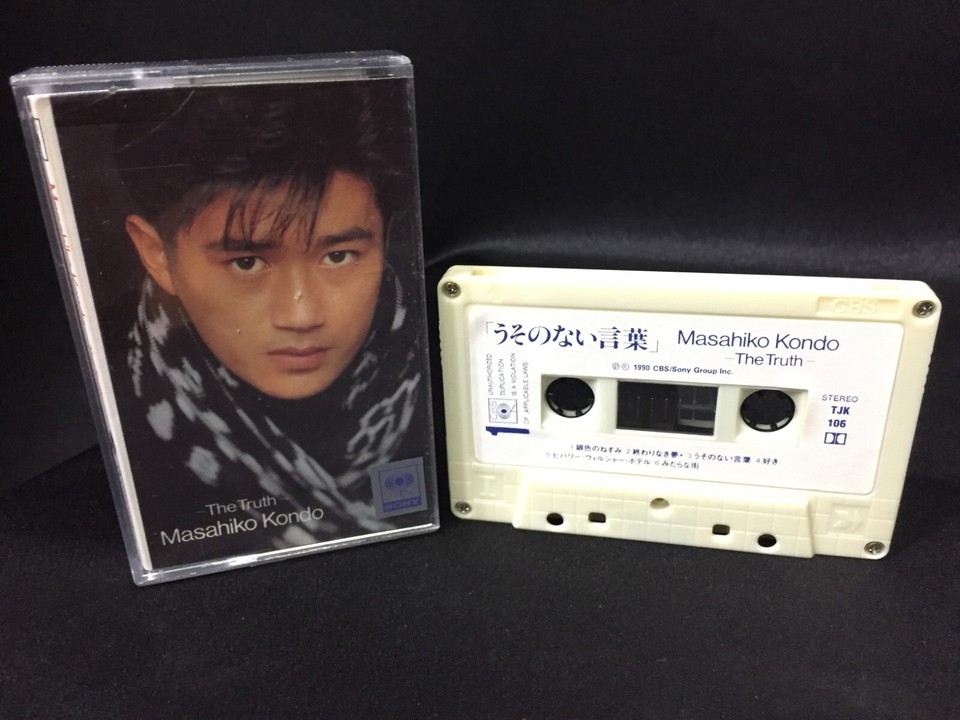 The Truth
Masahiko Kondo
SONY
CBS
「うそのない言葉」 Masahiko Kondo
—The Truth—
Ⓟ © 1990 CBS/Sony Group Inc.
UNAUTHORIZED
DUPLICATION
IS A VIOLATION
OF APPLICABLE LAWS
1
STEREO
TJK
106
1.銀色のねずみ 2.終わりなき夢・ 3.うそのない言葉 4.好き
5.ビバリー・ウィルシャー・ホテル 6.みだらな街